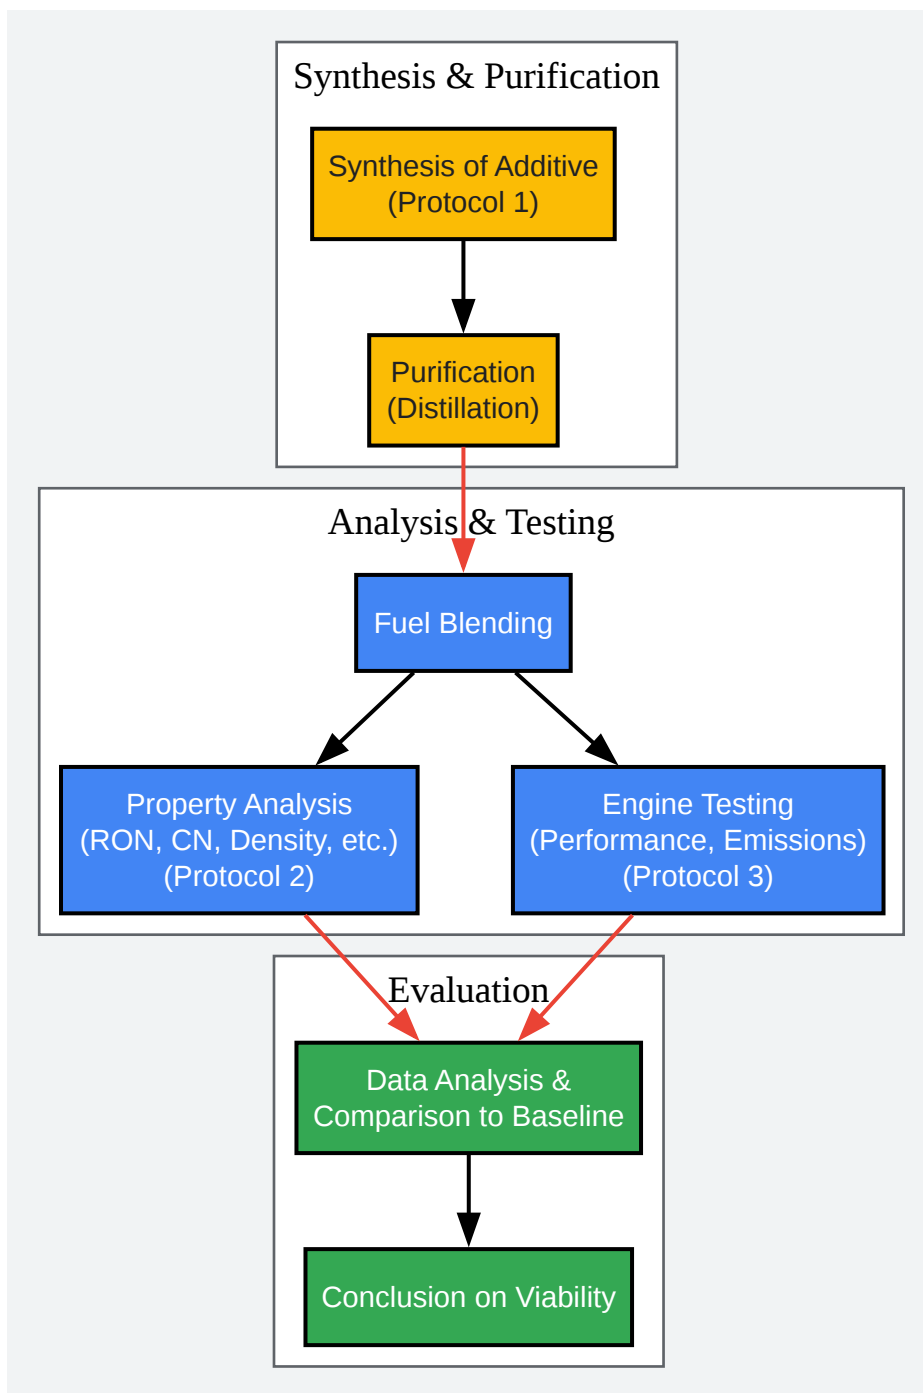 Synthesis & Purification
Synthesis of Additive
(Protocol 1)
Purification
(Distillation)
Analysis & Testing
Fuel Blending
Property Analysis
(RON, CN, Density, etc.)
(Protocol 2)
Engine Testing
(Performance, Emissions)
(Protocol 3)
Evaluation
Data Analysis &
Comparison to Baseline
Conclusion on Viability